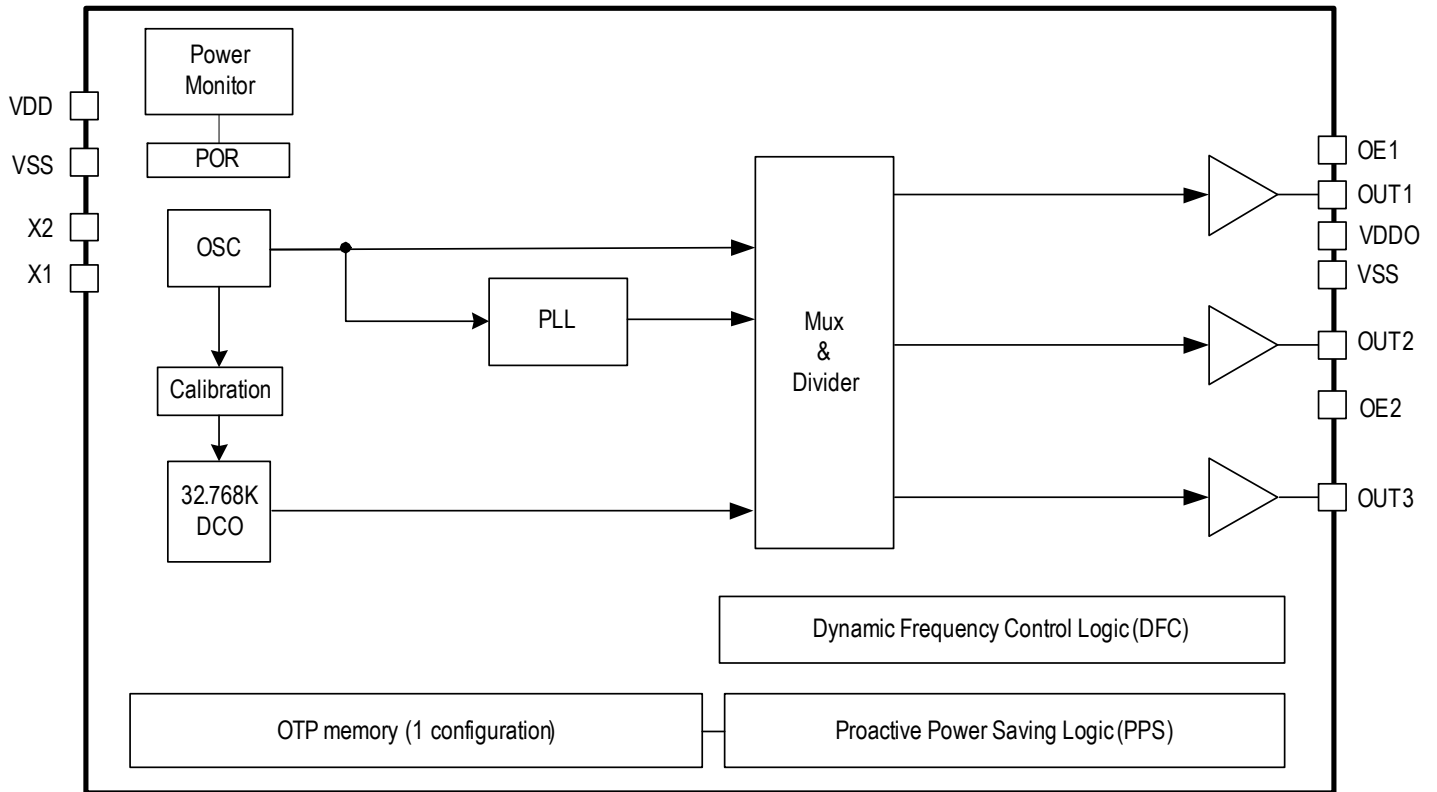 Power
Monitor
VDD
POR
VSS
OE1
OUT1
X2
OSC
VDDO
X1
VSS
PLL
Mux
&
Divider
OUT2
Calibration
OE2
32.768K
DCO
OUT3
Dynamic Frequency Control Logic (DFC)
OTP memory (1 configuration)
Proactive Power Saving Logic (PPS)